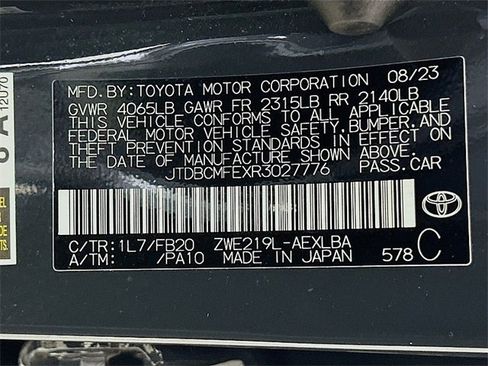 MFD.BY:TOYOTA MOTOR CORPORATION 08/23
GVWR 4065LB GAWR FR 2315LB RR 2140LB
THIS VEHICLE CONFORMS TO ALL APPLICABLE
FEDERAL MOTOR VEHICLE SAFETY,BUMPER,AND
THEFT PREVENTION STANDARDS IN EFFECT ON
THE DATE OF MANUFACTURE SHOWN ABOVE.
JTDBCMFEXR3027776 PASS.CAR
C/TR:1L7/FB20 ZWE219L-AEXLBA
A/TM: /PA10 MADE IN JAPAN 578 C
TOYOTA
12U70